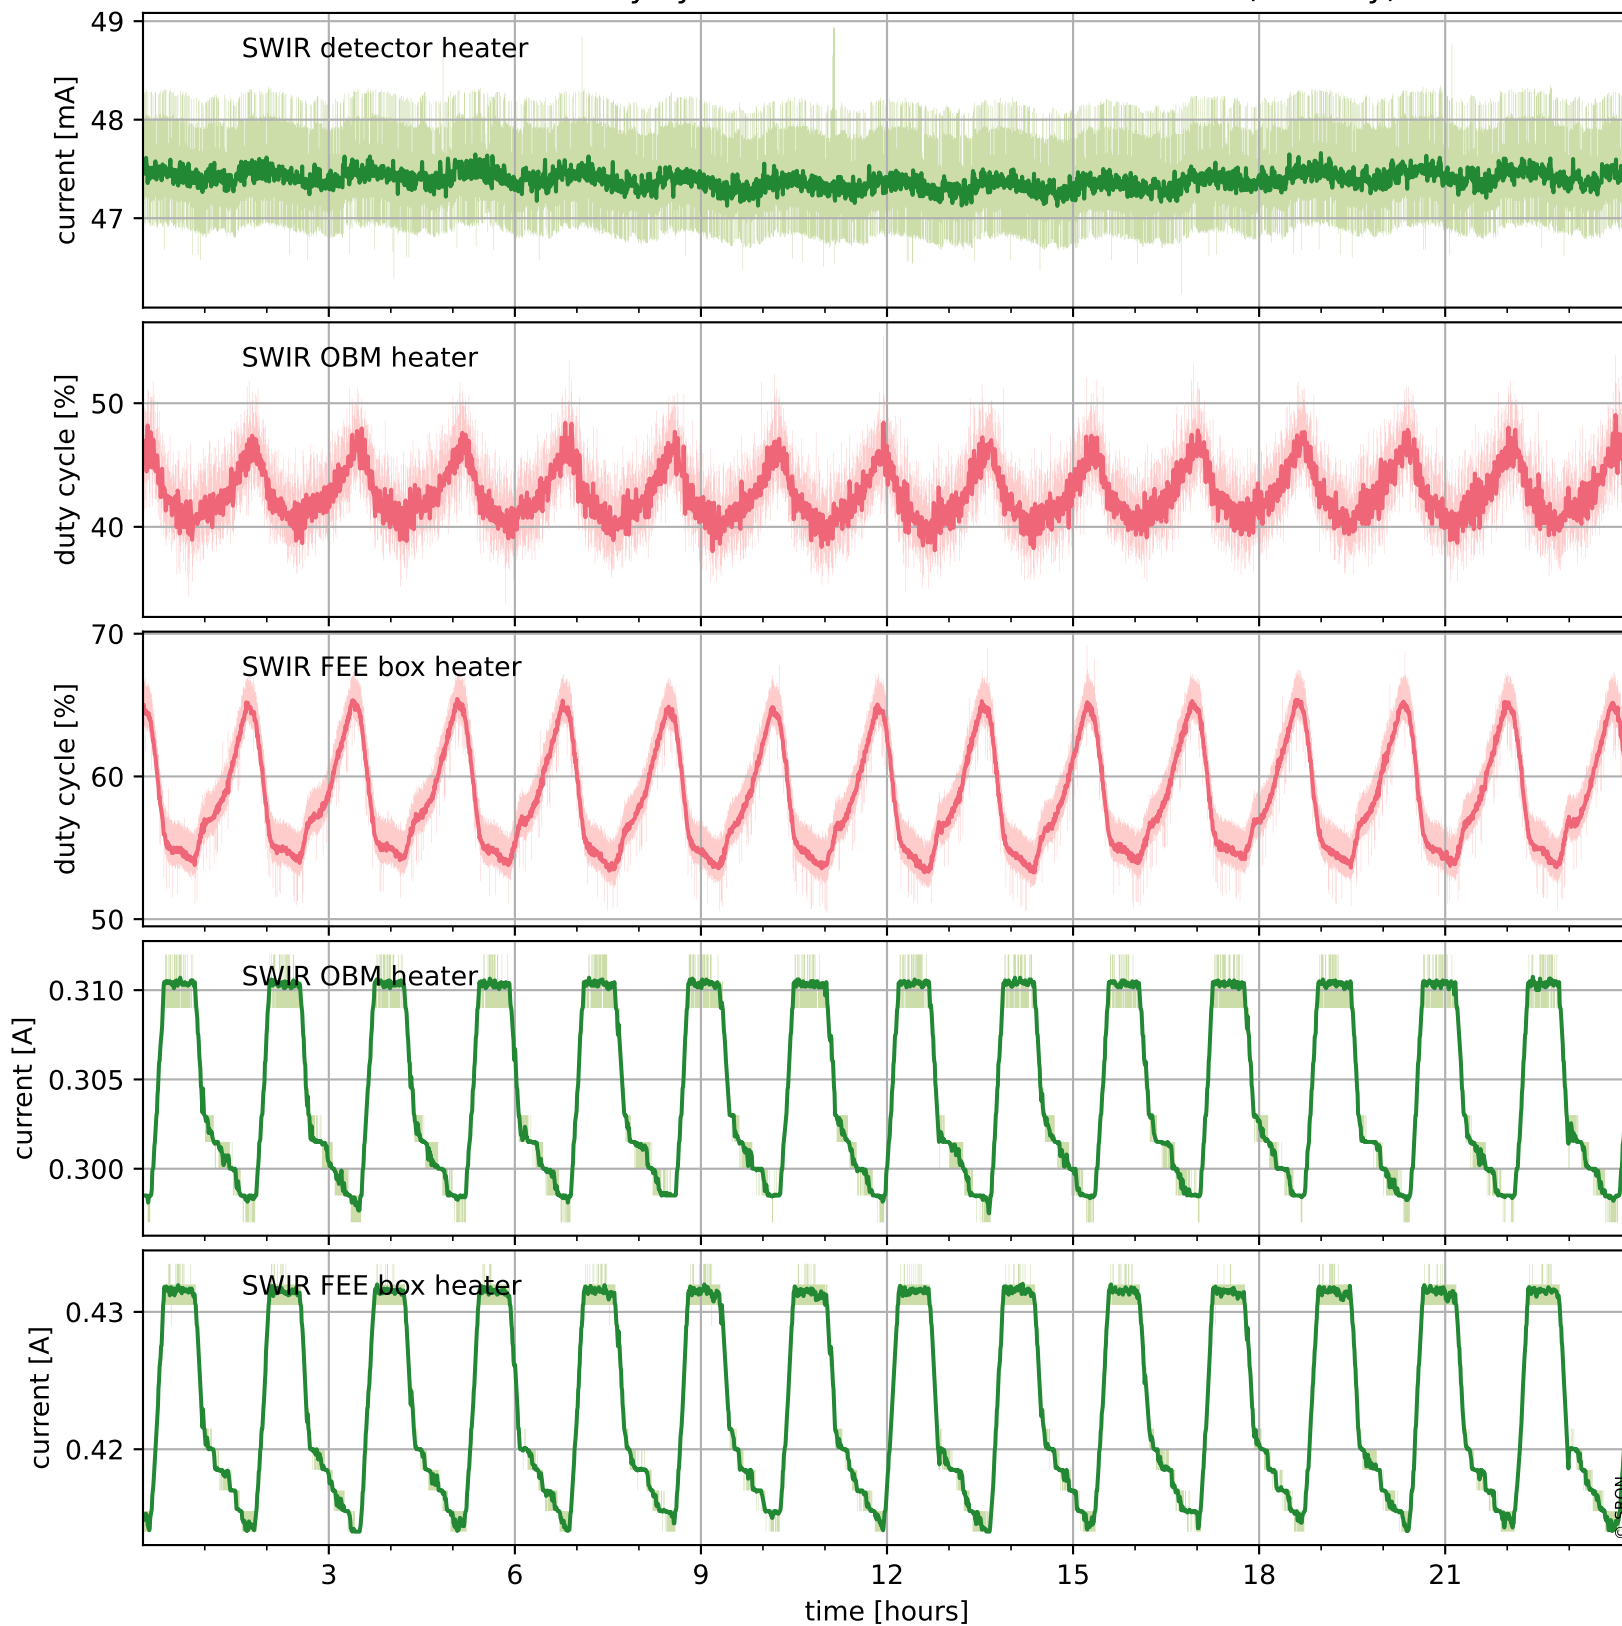 49
SWIR detector heater
48
47
current [mA]
SWIR OBM heater
50
40
duty cycle [%]
70
SWIR FEE box heater
60
50
duty cycle [%]
SWIR OBM heater
0.310
0.305
0.300
current [A]
SWIR FEE box heater
0.43
0.42
current [A]
© SRON
3 6 9 12 15 18 21
time [hours]